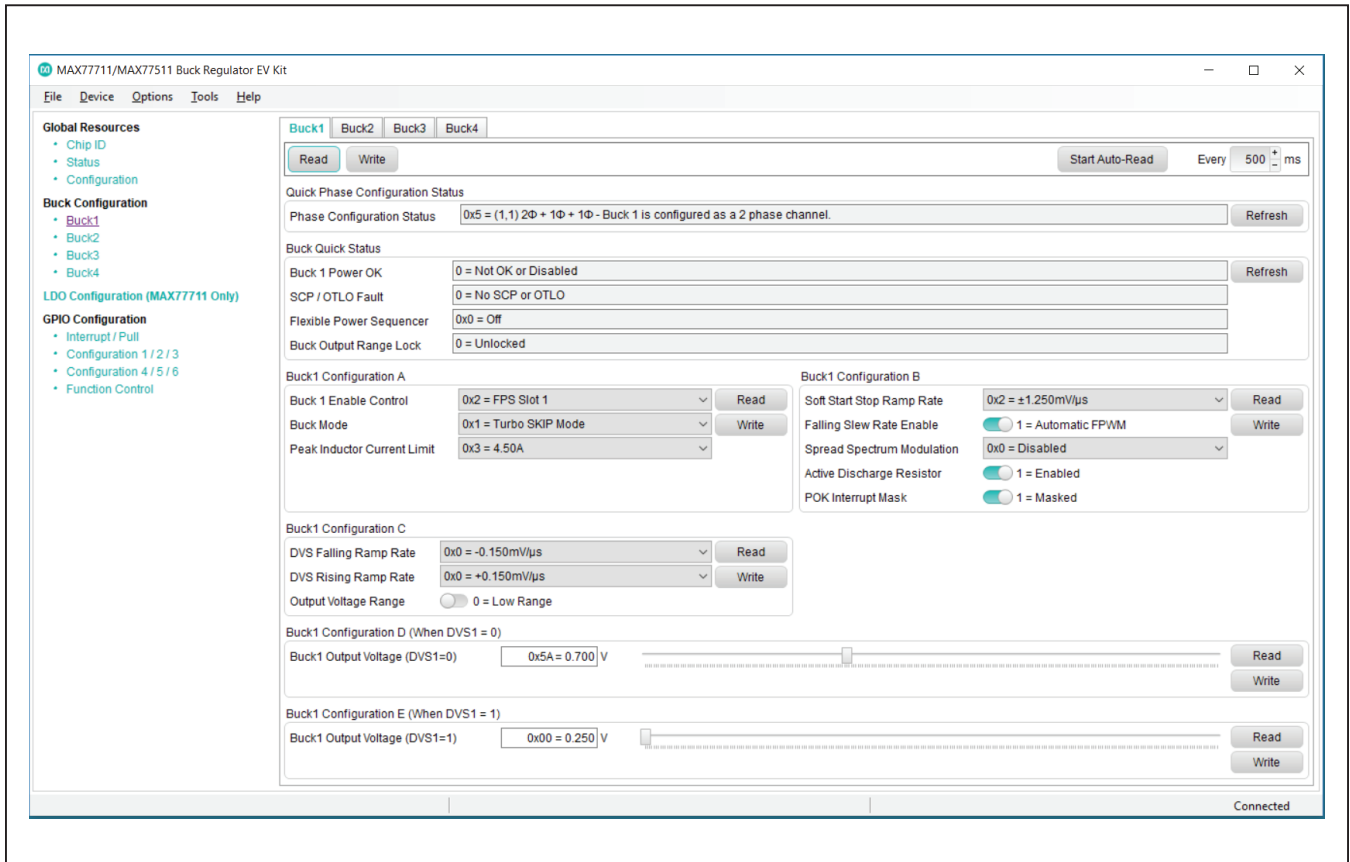 MAX77711/MAX77511 Buck Regulator EV Kit
File Device Options Tools Help
Global Resources
• Chip ID
• Status
• Configuration
Buck Configuration
• Buck1
• Buck2
• Buck3
• Buck4
LDO Configuration (MAX77711 Only)
GPIO Configuration
• Interrupt / Pull
• Configuration 1 / 2 / 3
• Configuration 4 / 5 / 6
• Function Control
Buck1 Buck2 Buck3 Buck4
Read Write Start Auto-Read Every 500 + - ms
Quick Phase Configuration Status
Phase Configuration Status 0x5 = (1,1) 2Φ + 1Φ + 1Φ - Buck 1 is configured as a 2 phase channel. Refresh
Buck Quick Status
Buck 1 Power OK 0 = Not OK or Disabled Refresh
SCP / OTLO Fault 0 = No SCP or OTLO
Flexible Power Sequencer 0x0 = Off
Buck Output Range Lock 0 = Unlocked
Buck1 Configuration A
Buck 1 Enable Control 0x2 = FPS Slot 1 Read
Buck Mode 0x1 = Turbo SKIP Mode Write
Peak Inductor Current Limit 0x3 = 4.50A
Buck1 Configuration B
Soft Start Stop Ramp Rate 0x2 = ±1.250mV/µs Read
Falling Slew Rate Enable 1 = Automatic FPWM Write
Spread Spectrum Modulation 0x0 = Disabled
Active Discharge Resistor 1 = Enabled
POK Interrupt Mask 1 = Masked
Buck1 Configuration C
DVS Falling Ramp Rate 0x0 = -0.150mV/µs Read
DVS Rising Ramp Rate 0x0 = +0.150mV/µs Write
Output Voltage Range 0 = Low Range
Buck1 Configuration D (When DVS1 = 0)
Buck1 Output Voltage (DVS1=0) 0x5A = 0.700 V Read
Write
Buck1 Configuration E (When DVS1 = 1)
Buck1 Output Voltage (DVS1=1) 0x00 = 0.250 V Read
Write
Connected